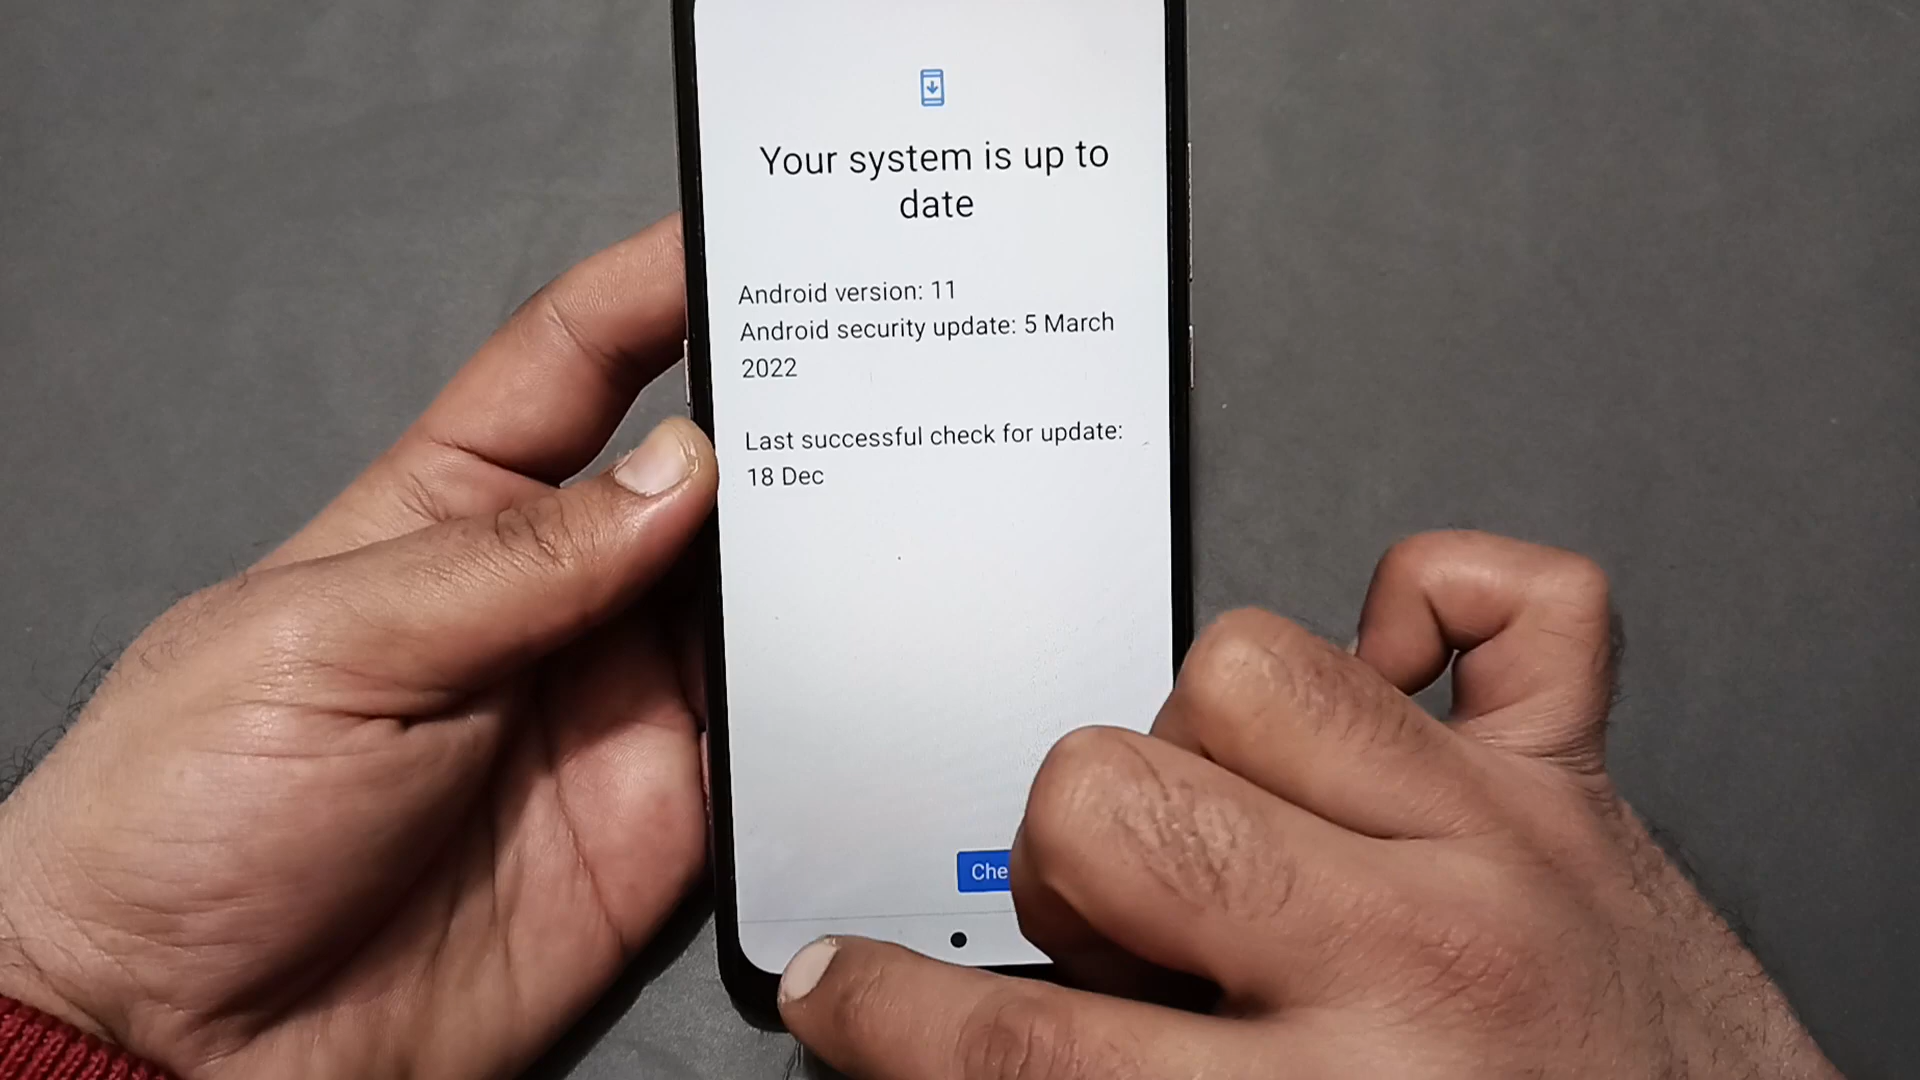 Your system is up to
date
Android version: 11
Android security update: 5 March
2022
Last successful check for update:
18 Dec
Che